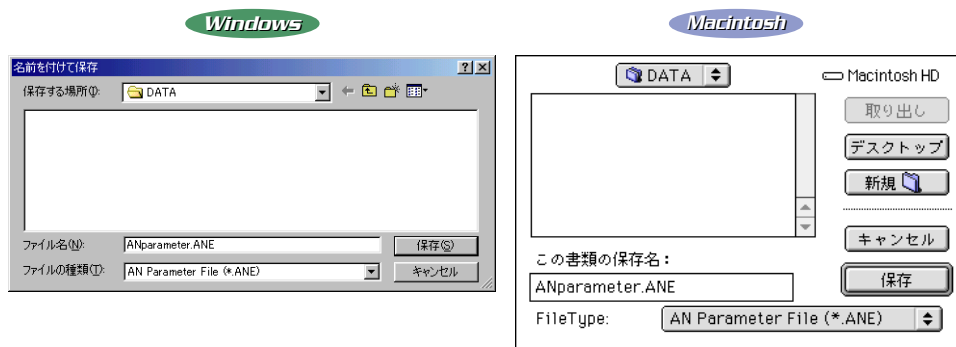 Windows
名前を付けて保存
保存する場所(I):
DATA
ファイル名(N):
ANparameter.ANE
保存(S)
ファイルの種類(T):
AN Parameter File (*.ANE)
キャンセル
Macintosh
DATA
Macintosh HD
取り出し
デスクトップ
新規
キャンセル
この書類の保存名：
保存
ANparameter.ANE
FileType:
AN Parameter File (*.ANE)